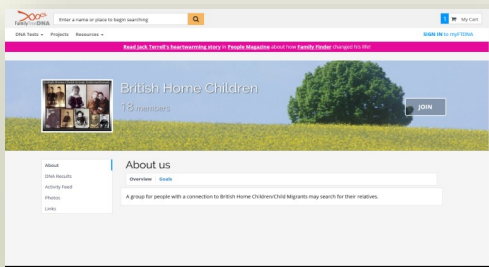 FamilyTreeDNA
Enter a name or place to begin searching
1 My Cart
DNA Tests Projects Resources
SIGN IN to myFTDNA
Read Jack Terrell's heartwarming story in People Magazine about how Family Finder changed his life!
British Home Children
18 members
JOIN
About
DNA Results
Activity Feed
Photos
Links
About us
Overview Goals
A group for people with a connection to British Home Children/Child Migrants may search for their relatives.